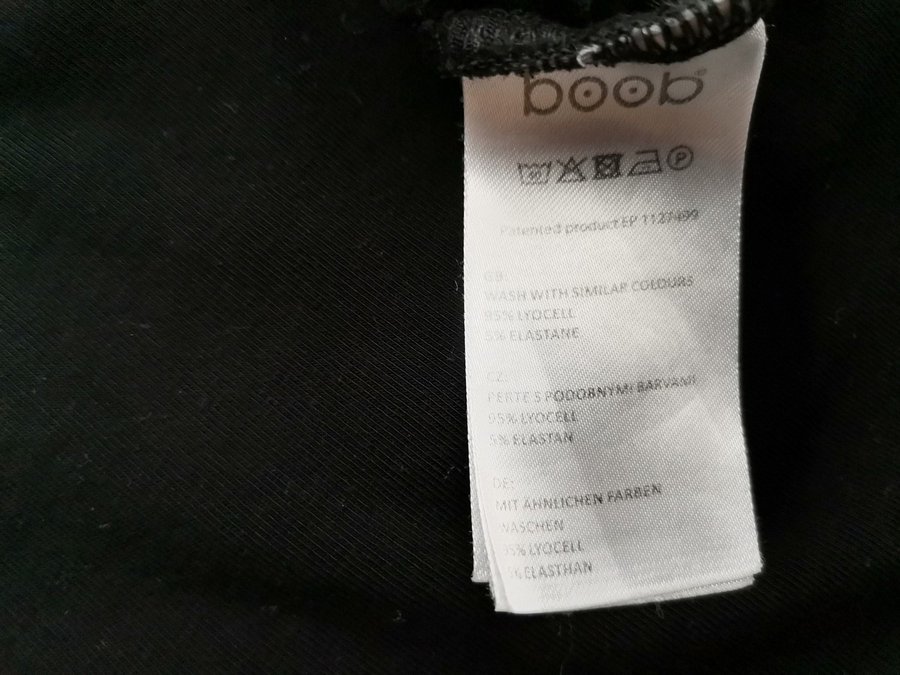 boob
Patented product EP 1127499
GB:
WASH WITH SIMILAR COLOURS
95% LYOCELL
5% ELASTANE
CZ:
PERTE S PODOBNYMI BARVAMI
95% LYOCELL
5% ELASTAN
DE:
MIT ÄHNLICHEN FARBEN
WASCHEN
95% LYOCELL
5% ELASTHAN